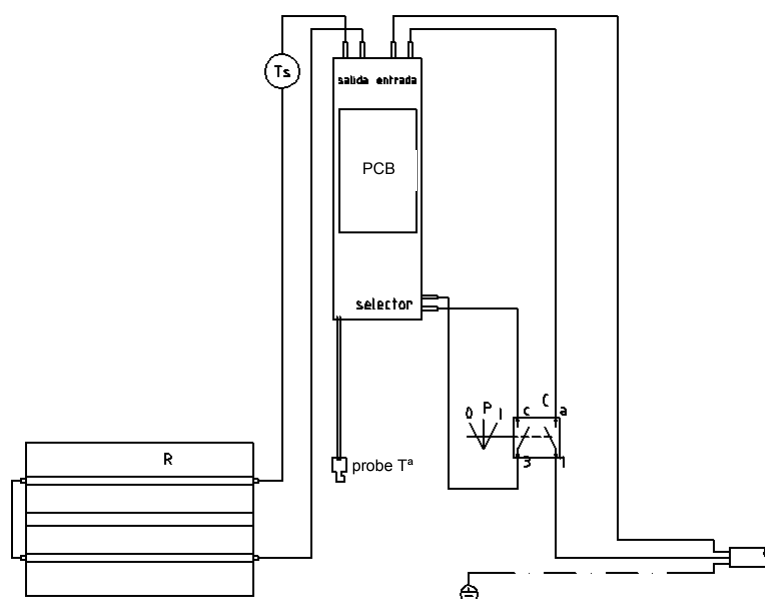 Ts
salida entrada
PCB
selector
0 P 1
c C a
3 1
R
probe Tª